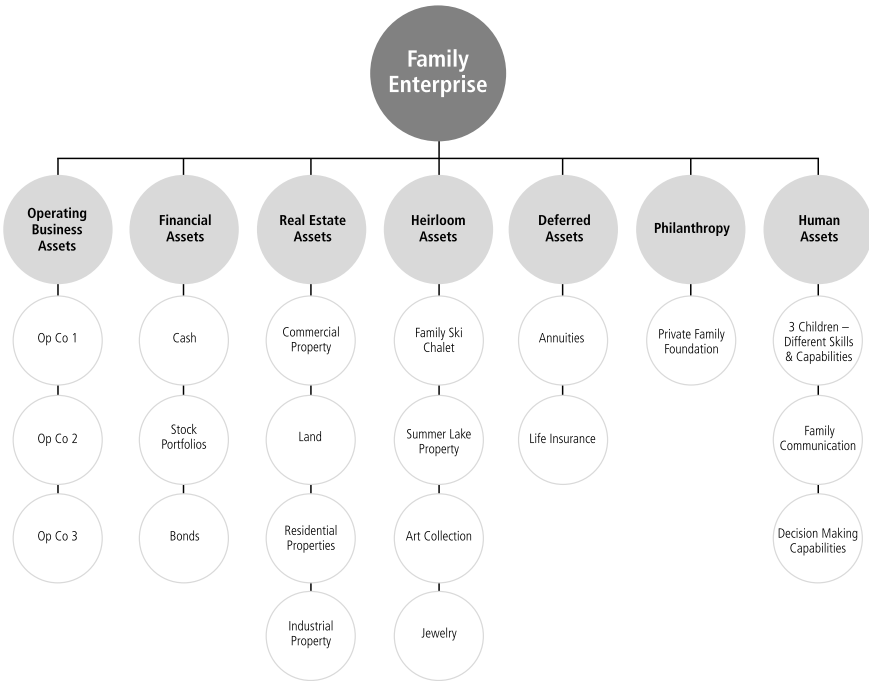 Family
Enterprise
Operating
Business
Assets
Financial
Assets
Real Estate
Assets
Heirloom
Assets
Deferred
Assets
Philanthropy
Human
Assets
Op Co 1
Cash
Commercial
Property
Family Ski
Chalet
Annuities
Private Family
Foundation
3 Children –
Different Skills
& Capabilities
Op Co 2
Stock
Portfolios
Land
Summer Lake
Property
Life Insurance
Family
Communication
Op Co 3
Bonds
Residential
Properties
Art Collection
Decision Making
Capabilities
Industrial
Property
Jewelry